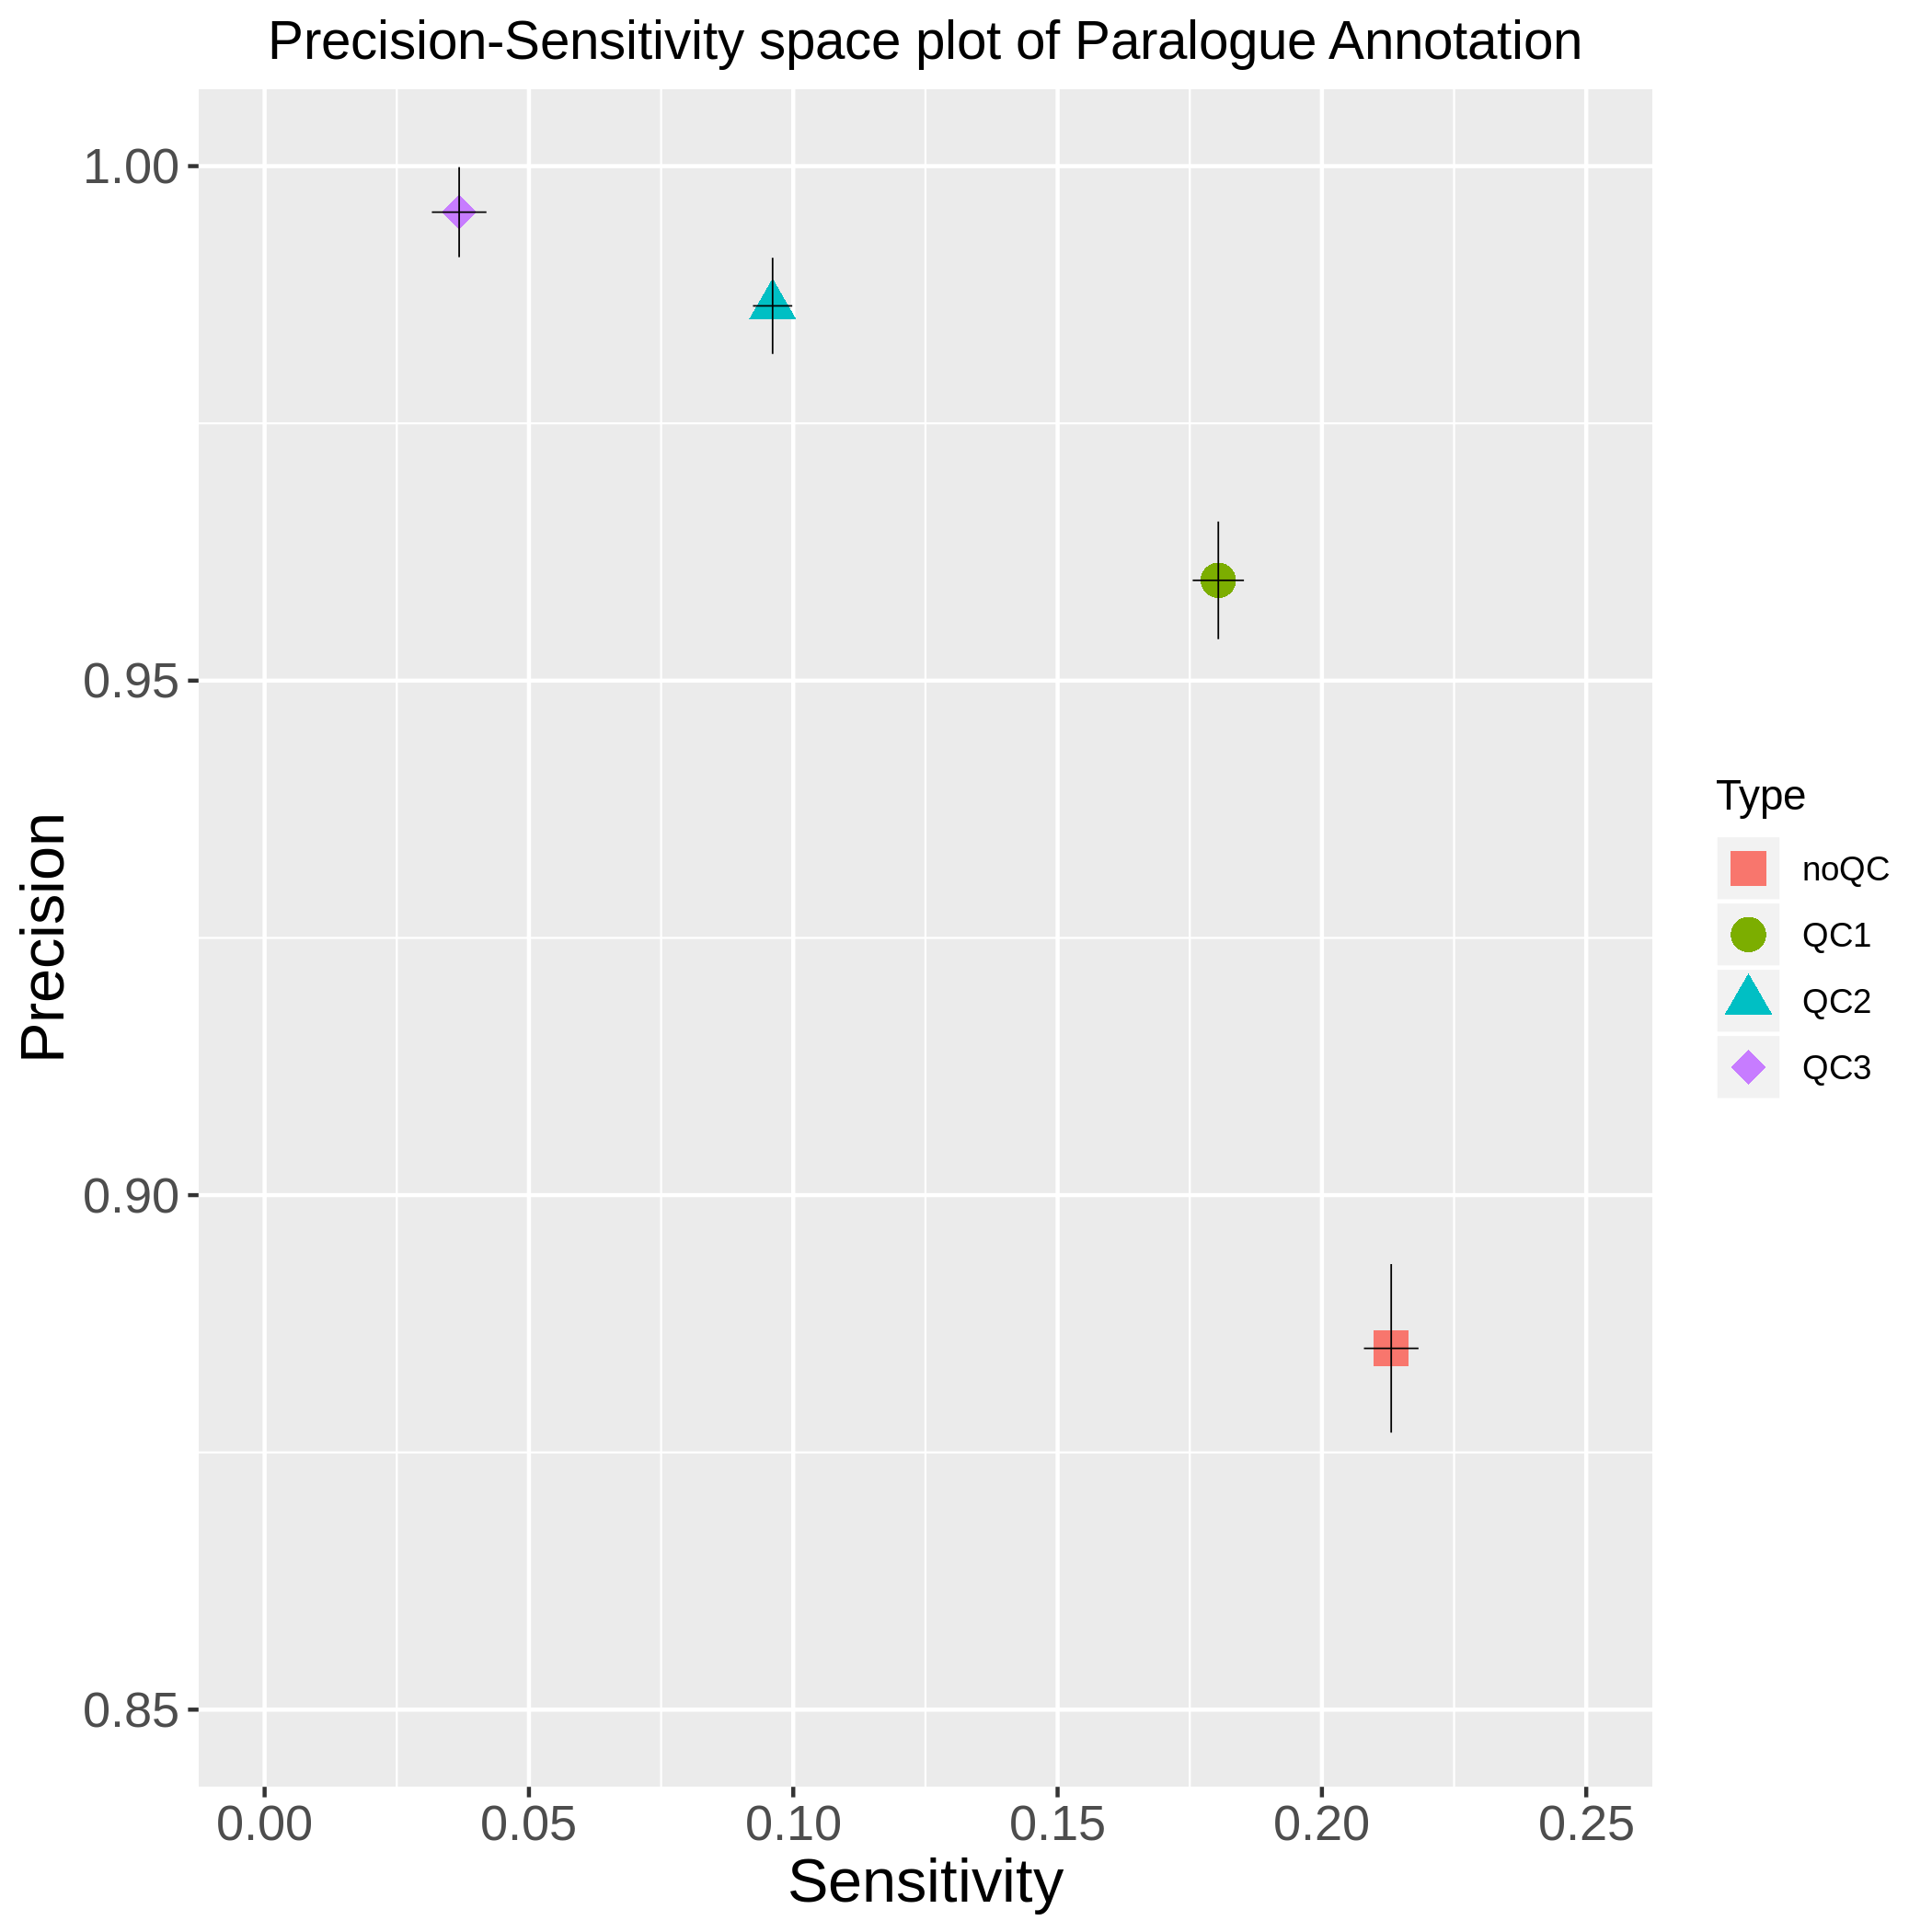 Precision-Sensitivity space plot of Paralogue Annotation
1.00
0.95
0.90
0.85
Precision
0.00
0.05
0.10
0.15
0.20
0.25
Sensitivity
Type
noQC
QC1
QC2
QC3